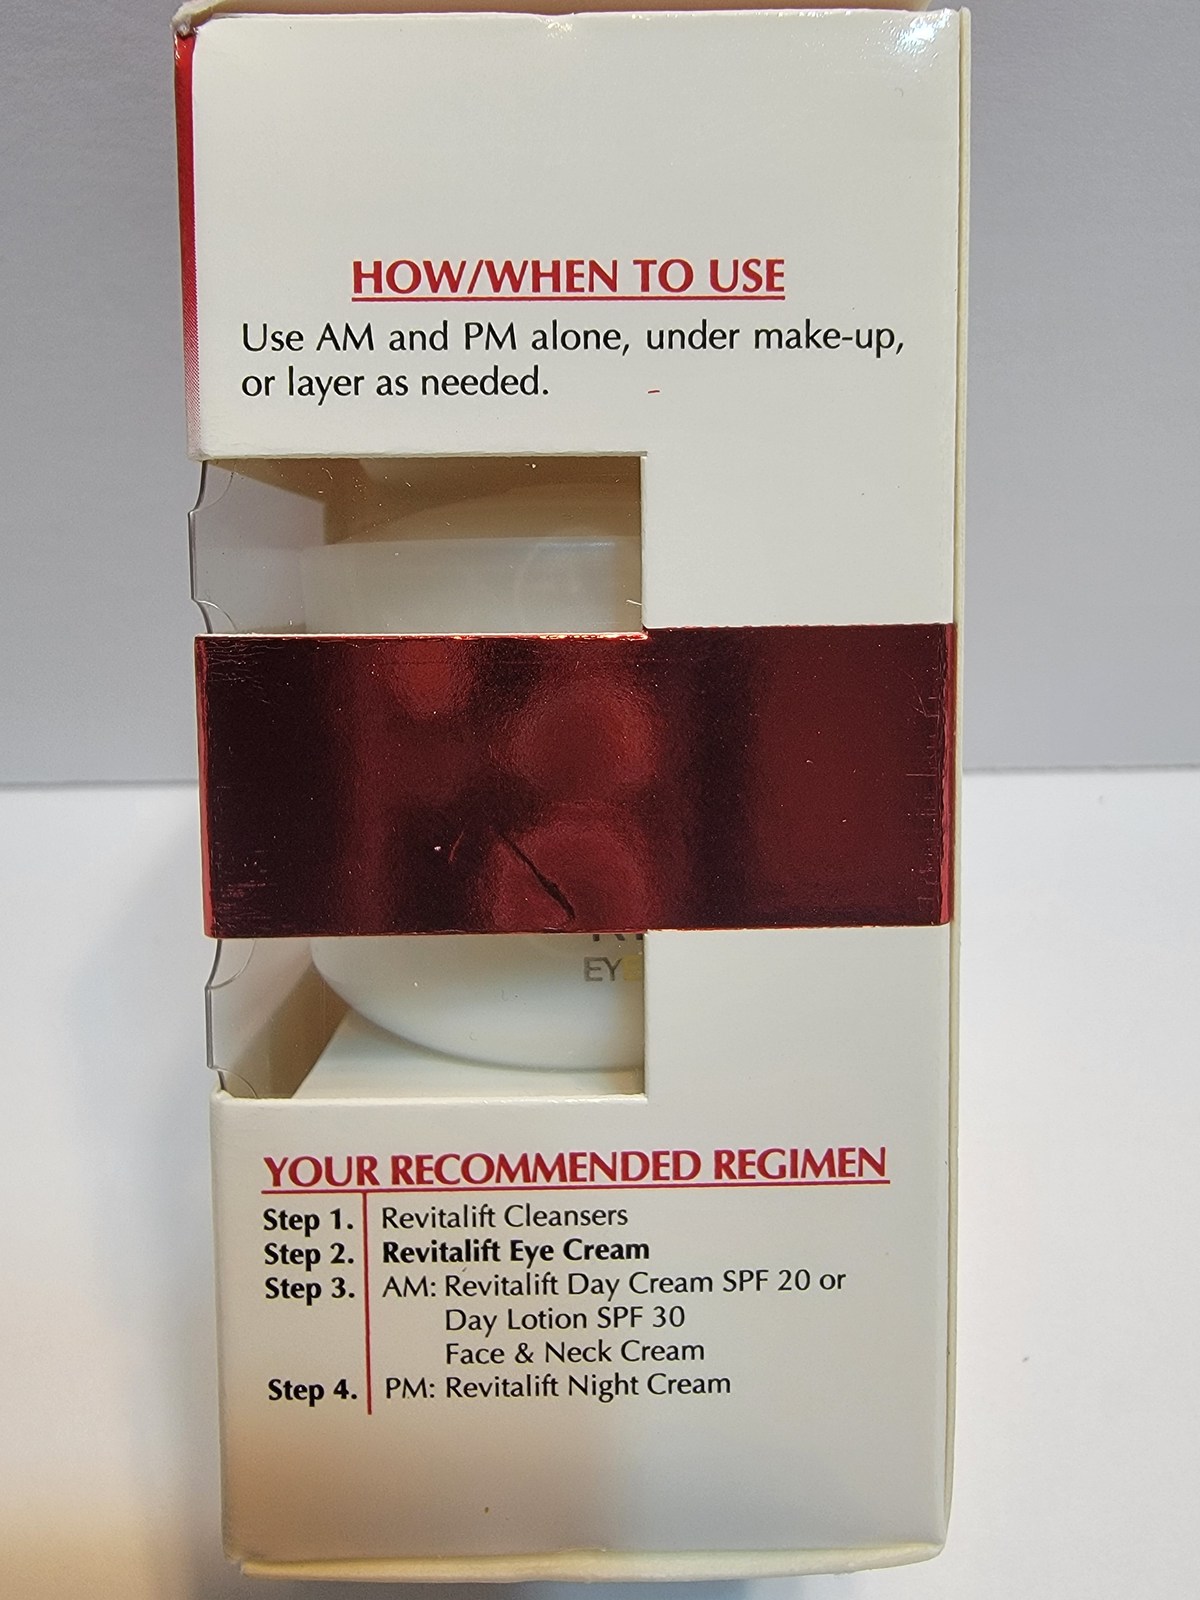 HOW/WHEN TO USE
Use AM and PM alone, under make-up,
or layer as needed.
EYE
YOUR RECOMMENDED REGIMEN
Step 1. Revitalift Cleansers
Step 2. Revitalift Eye Cream
Step 3. AM: Revitalift Day Cream SPF 20 or
Day Lotion SPF 30
Face & Neck Cream
Step 4. PM: Revitalift Night Cream